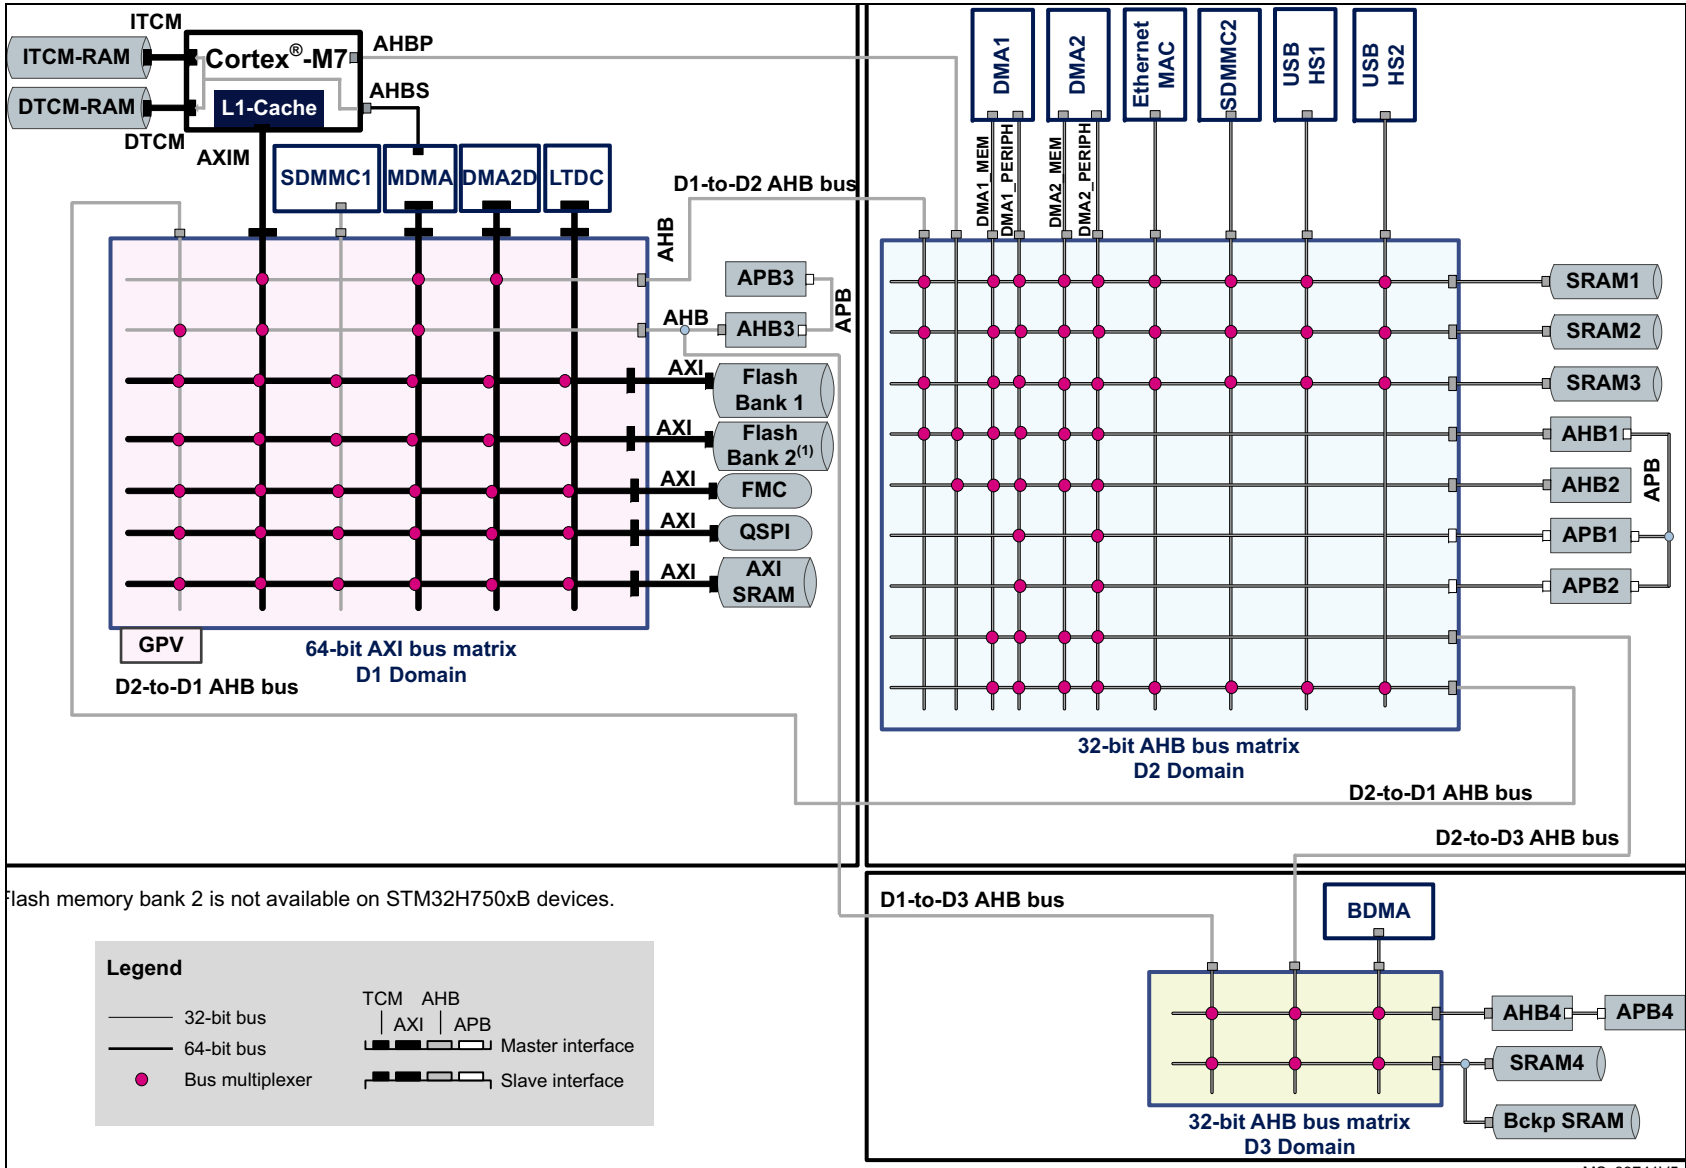 ITCM
ITCM-RAM
Cortex®-M7
AHBP
DTCM-RAM
L1-Cache
AHBS
DTCM
AXIM
SDMMC1
MDMA
DMA2D
LTDC
D1-to-D2 AHB bus
AHB
APB3
APB
AHB
AHB3
AXI
Flash
Bank 1
AXI
Flash
Bank 2(1)
AXI
FMC
AXI
QSPI
AXI
AXI
SRAM
GPV
64-bit AXI bus matrix
D1 Domain
D2-to-D1 AHB bus
DMA1
DMA2
Ethernet
MAC
SDMMC2
USB
HS1
USB
HS2
DMA1_MEM
DMA1_PERIPH
DMA2_MEM
DMA2_PERIPH
SRAM1
SRAM2
SRAM3
AHB1
AHB2
APB
APB1
APB2
32-bit AHB bus matrix
D2 Domain
D2-to-D1 AHB bus
D2-to-D3 AHB bus
Flash memory bank 2 is not available on STM32H750xB devices.
D1-to-D3 AHB bus
BDMA
AHB4
APB4
SRAM4
Bckp SRAM
32-bit AHB bus matrix
D3 Domain
Legend
32-bit bus
64-bit bus
Bus multiplexer
TCM AHB
AXI APB
Master interface
Slave interface